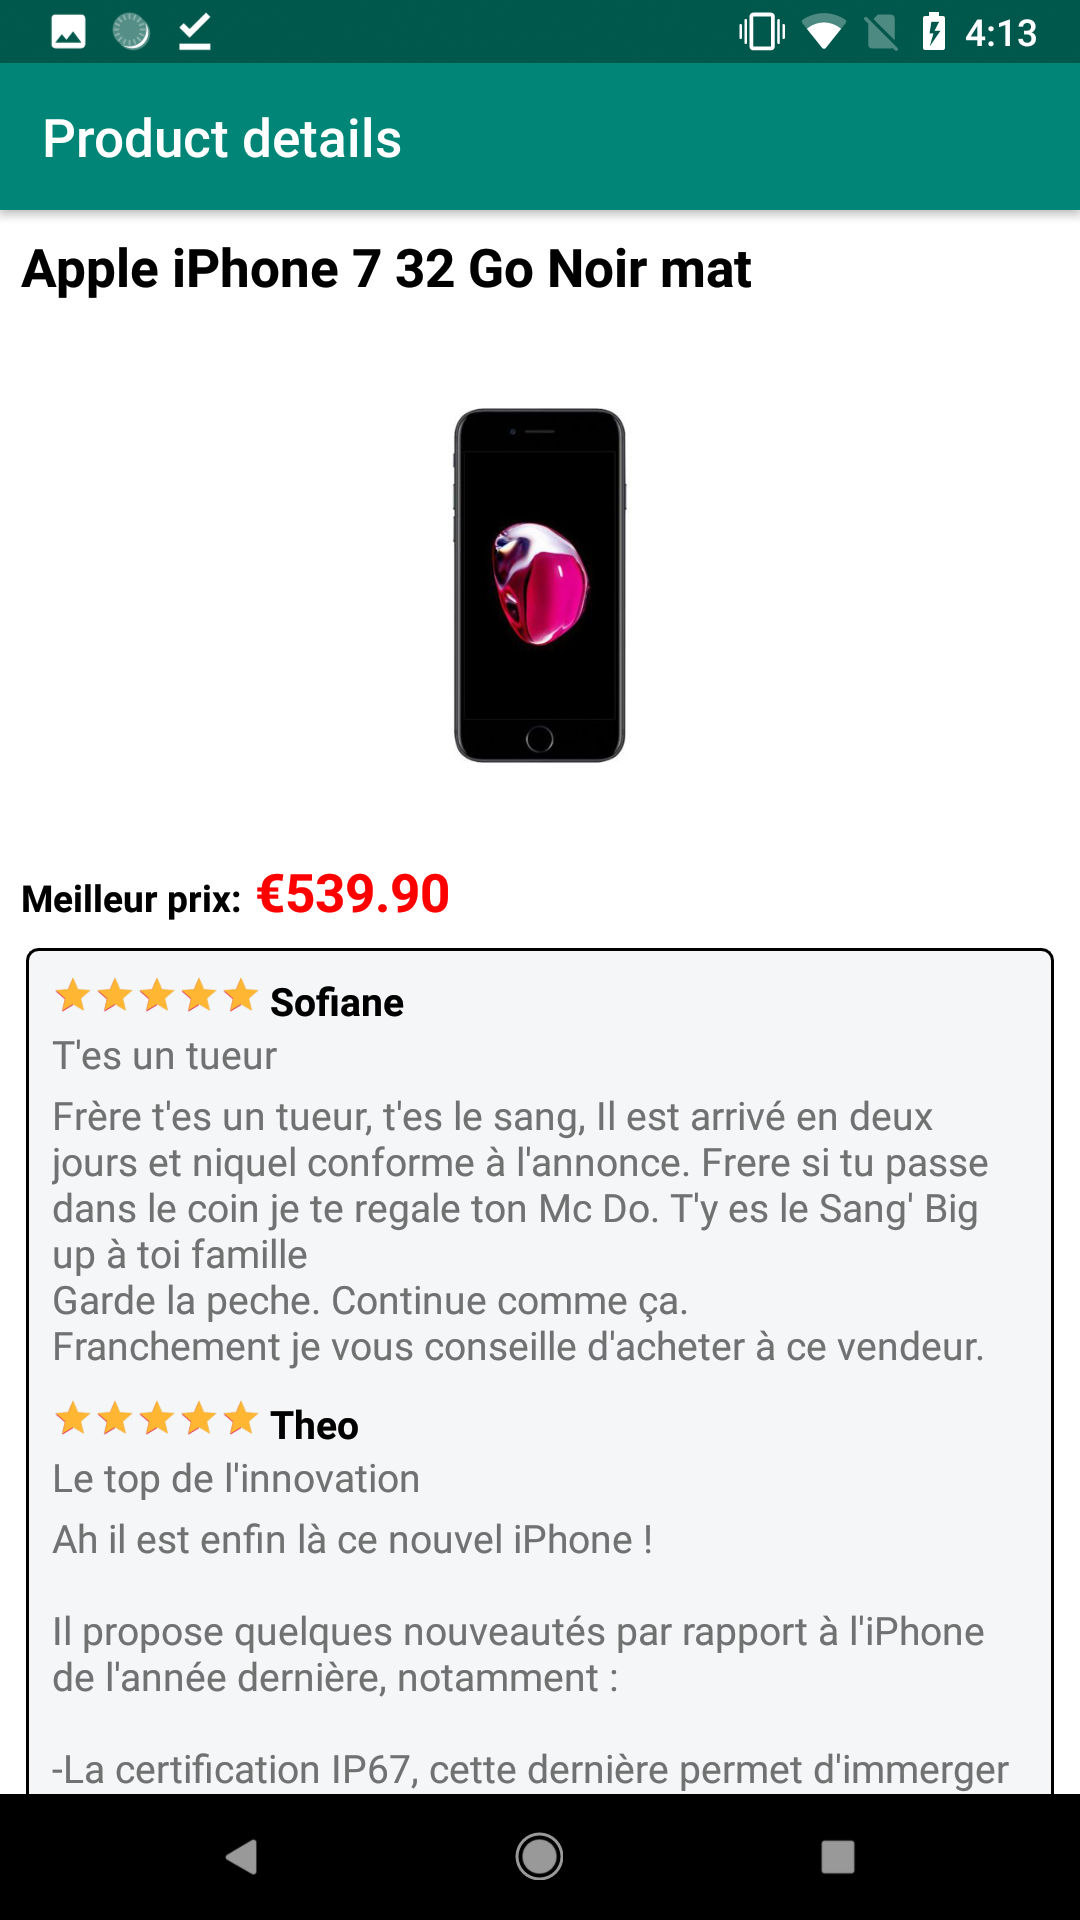 4:13
Product details
Apple iPhone 7 32 Go Noir mat
Meilleur prix: €539.90
Sofiane
T'es un tueur
Frère t'es un tueur, t'es le sang, Il est arrivé en deux
jours et niquel conforme à l'annonce. Frere si tu passe
dans le coin je te regale ton Mc Do. T'y es le Sang' Big
up à toi famille
Garde la peche. Continue comme ça.
Franchement je vous conseille d'acheter à ce vendeur.
Theo
Le top de l'innovation
Ah il est enfin là ce nouvel iPhone !
Il propose quelques nouveautés par rapport à l'iPhone
de l'année dernière, notamment :
-La certification IP67, cette dernière permet d'immerger